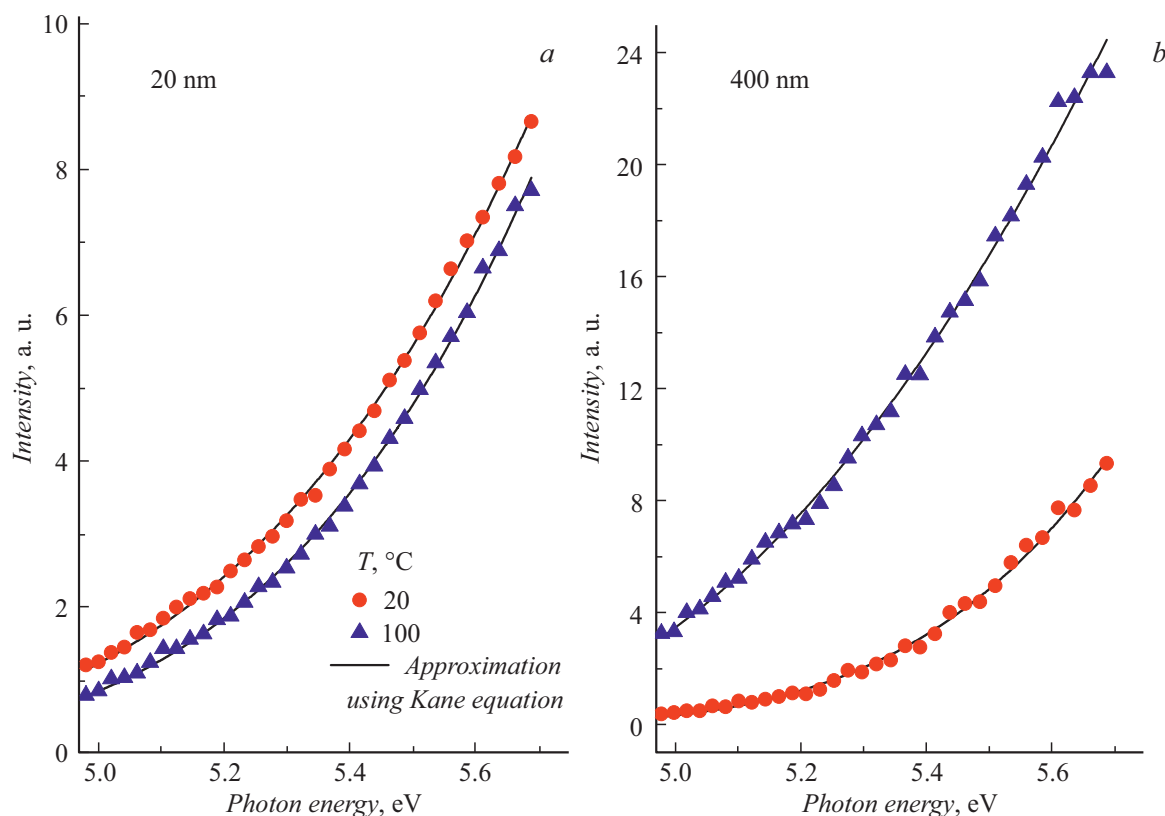 10
8
6
4
2
0
5.0 5.2 5.4 5.6
Intensity, a. u.
Photon energy, eV
20 nm
a
T, °C
20
100
Approximation
using Kane equation
24
20
16
12
8
4
0
5.0 5.2 5.4 5.6
Intensity, a. u.
Photon energy, eV
400 nm
b